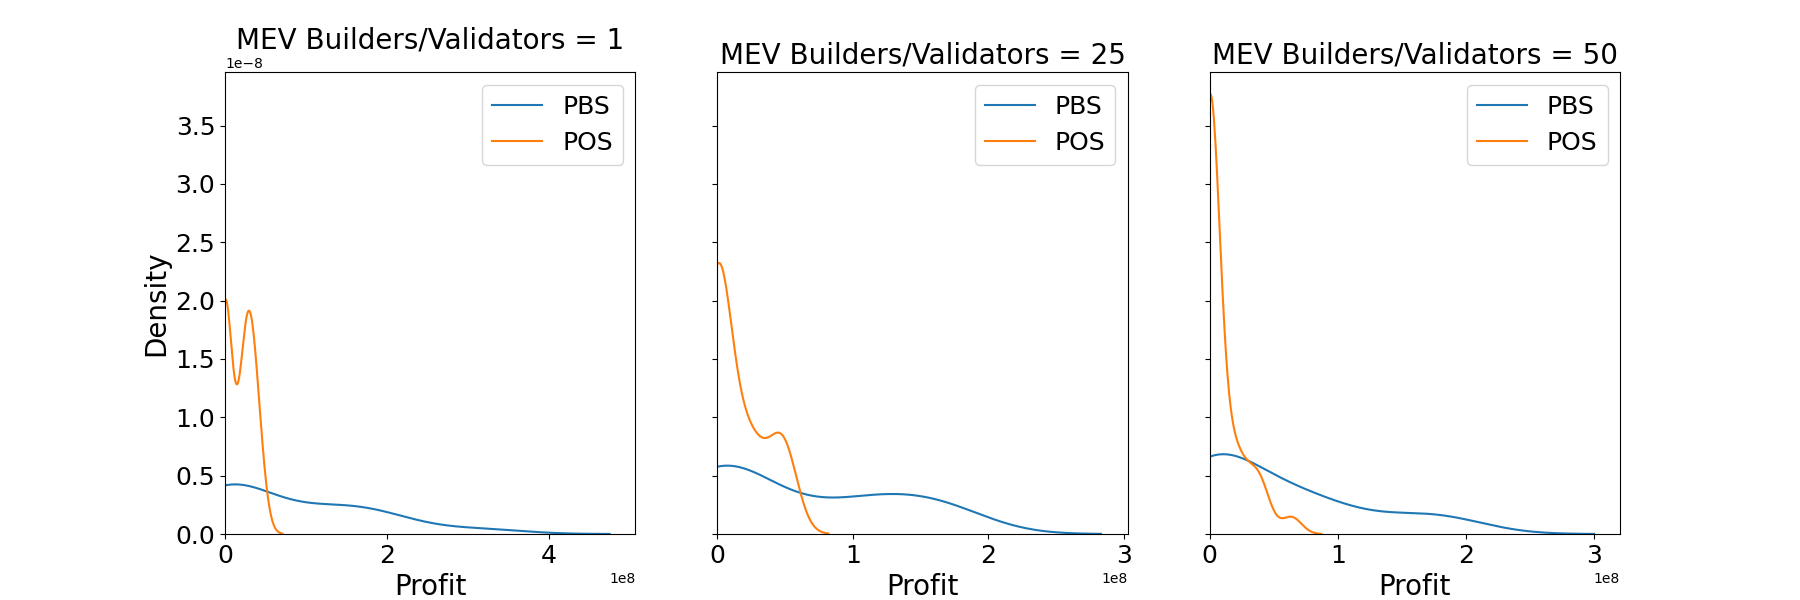 MEV Builders/Validators = 1
MEV Builders/Validators = 25
MEV Builders/Validators = 50
1e−8
PBS
POS
PBS
POS
PBS
POS
3.5
3.0
2.5
2.0
1.5
1.0
0.5
0.0
Density
0 2 4
0 1 2 3
0 1 2 3
1e8
1e8
1e8
Profit
Profit
Profit